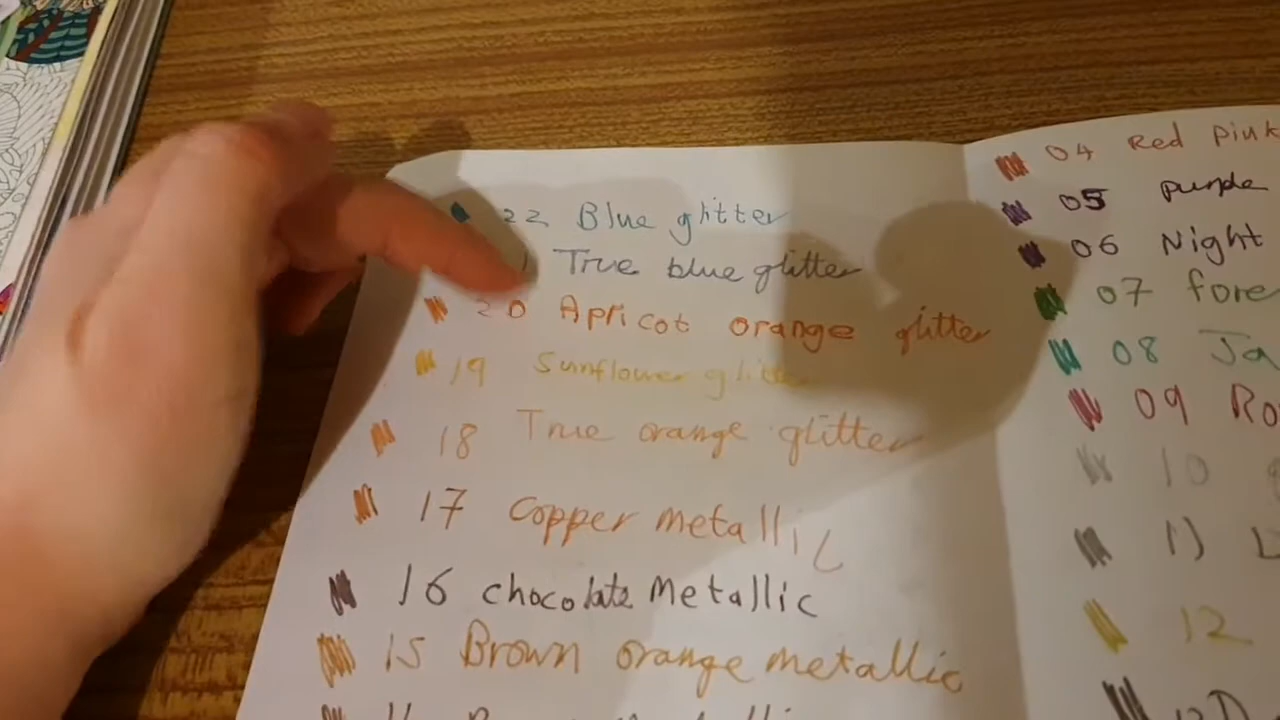 22 Blue glitter
True blue glitter
20 Apricot orange glitter
19 Sunflower glitter
18 True orange glitter
17 Copper metallic
16 chocolate metallic
15 Brown orange metallic
04 Red Pink
05 purple
06 Night
07
08
09
10
11
12